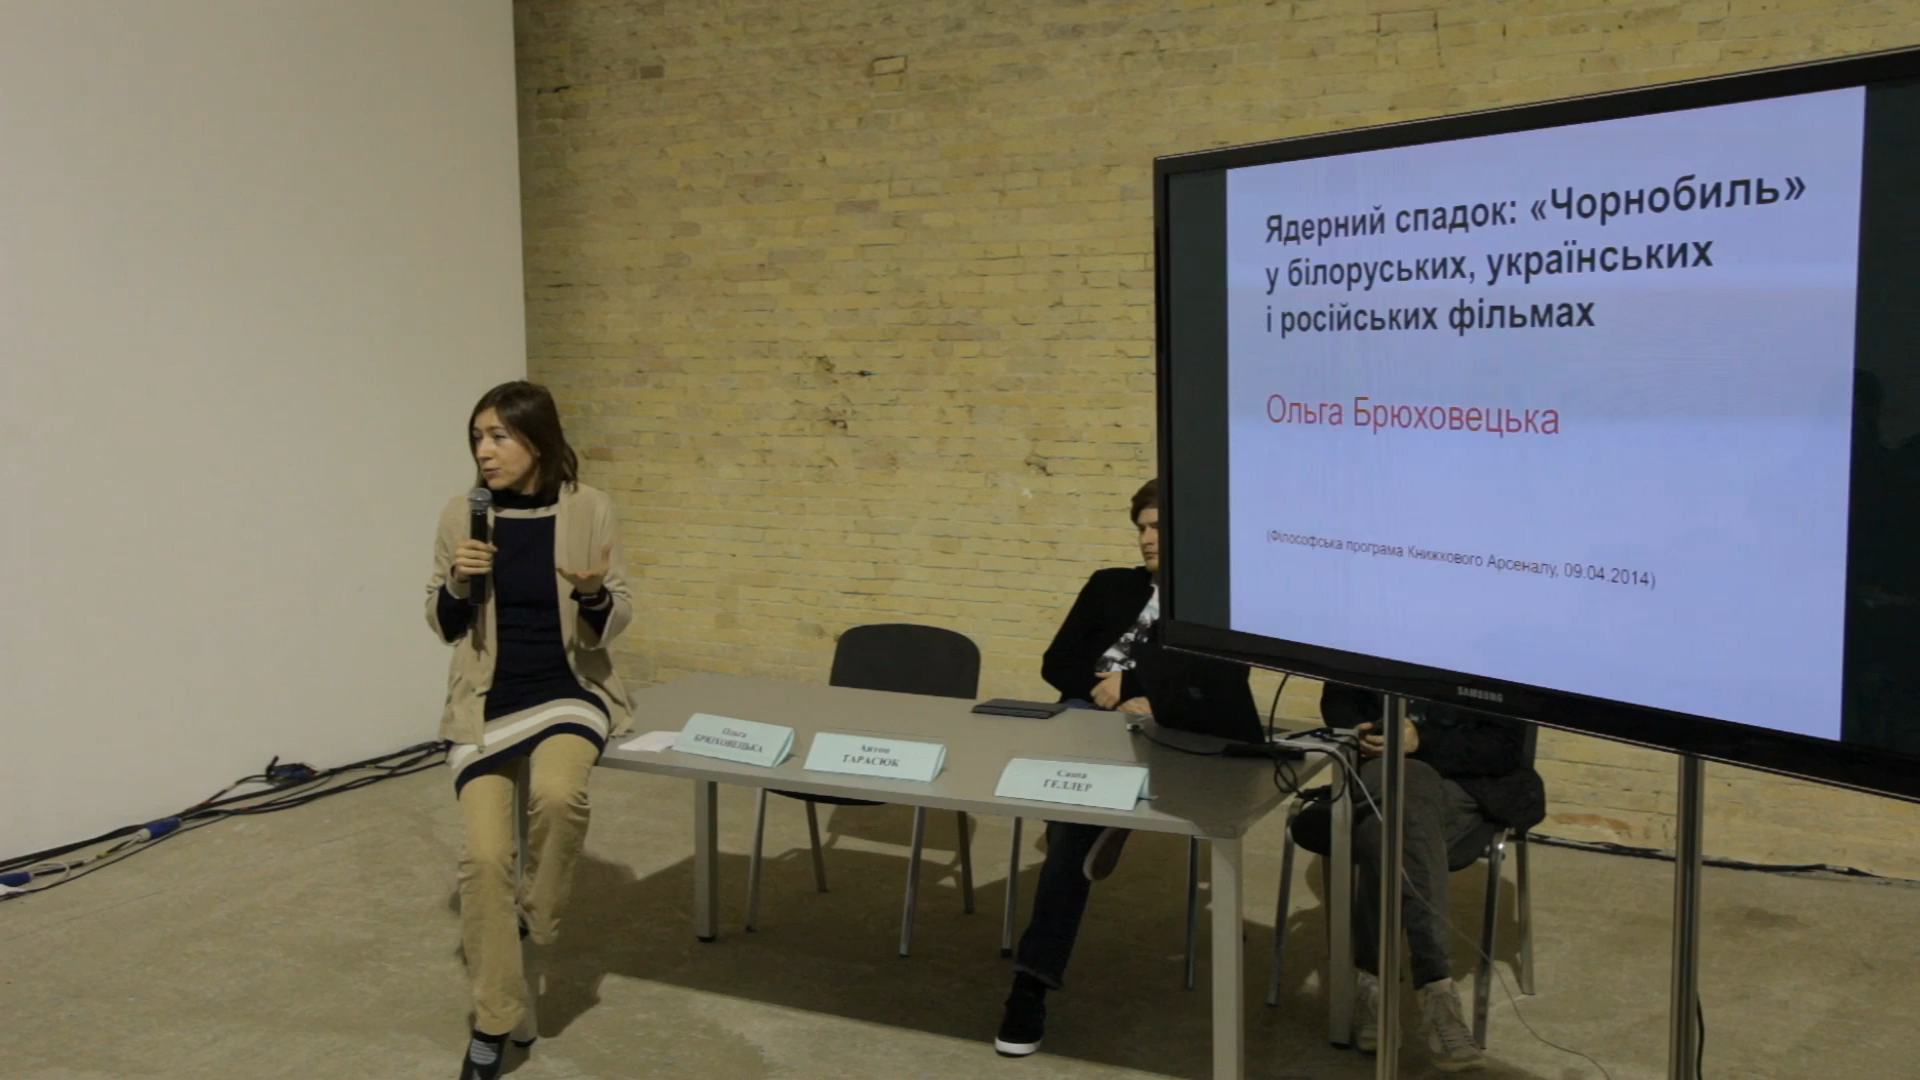 Ядерний спадок: «Чорнобиль»
у білоруських, українських
і російських фільмах
Ольга Брюховецька
(Філософська програма Книжкового Арсеналу, 09.04.2014)
SAMSUNG
Ольга
БРЮХОВЕЦЬКА
Антон
ТАРАСЮК
Саша
ГЕЛЛЕР